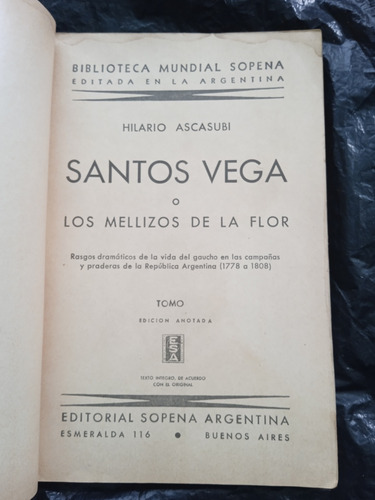 BIBLIOTECA MUNDIAL SOPENA
EDITADA EN LA ARGENTINA
HILARIO ASCASUBI
SANTOS VEGA
O
LOS MELLIZOS DE LA FLOR
Rasgos dramáticos de la vida del gaucho en las campañas
y praderas de la República Argentina (1778 a 1808)
TOMO
EDICION ANOTADA
ESA
TEXTO INTEGRO, DE ACUERDO
CON EL ORIGINAL
EDITORIAL SOPENA ARGENTINA
ESMERALDA 116 • BUENOS AIRES